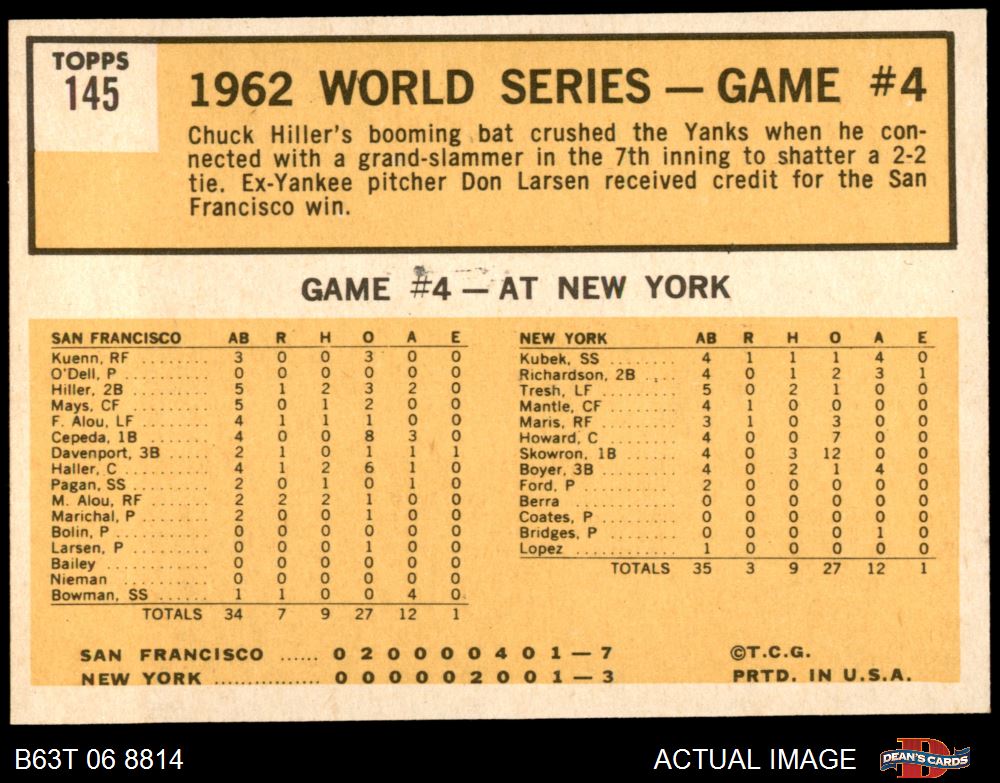 TOPPS
145
1962 WORLD SERIES — GAME #4
Chuck Hiller's booming bat crushed the Yanks when he con-
nected with a grand-slammer in the 7th inning to shatter a 2-2
tie. Ex-Yankee pitcher Don Larsen received credit for the San
Francisco win.
GAME #4 — AT NEW YORK
SAN FRANCISCO AB R H O A E
Kuenn, RF ........ 3 0 0 3 0 0
O'Dell, P .......... 0 0 0 0 0 0
Hiller, 2B .......... 5 1 2 3 2 0
Mays, CF .......... 5 0 1 2 0 0
F. Alou, LF ........ 4 1 1 1 0 0
Cepeda, 1B ........ 4 0 0 8 3 0
Davenport, 3B ...... 2 1 0 1 1 1
Haller, C .......... 4 1 2 6 1 0
Pagan, SS .......... 2 0 1 0 1 0
M. Alou, RF ........ 2 2 2 1 0 0
Marichal, P ........ 2 0 0 1 0 0
Bolin, P .......... 0 0 0 0 0 0
Larsen, P .......... 0 0 0 1 0 0
Bailey ............ 0 0 0 0 0 0
Nieman ............ 0 0 0 0 0 0
Bowman, SS ...... 1 1 0 0 4 0
TOTALS 34 7 9 27 12 1
NEW YORK AB R H O A E
Kubek, SS .......... 4 1 1 1 4 0
Richardson, 2B .... 4 0 1 2 3 1
Tresh, LF .......... 5 0 2 1 0 0
Mantle, CF ........ 4 1 0 0 0 0
Maris, RF .......... 3 1 0 3 0 0
Howard, C ........ 4 0 0 7 0 0
Skowron, 1B ...... 4 0 3 12 0 0
Boyer, 3B .......... 4 0 2 1 4 0
Ford, P ............ 2 0 0 0 0 0
Berra ............ 0 0 0 0 0 0
Coates, P .......... 0 0 0 0 0 0
Bridges, P ........ 0 0 0 0 1 0
Lopez ............ 1 0 0 0 0 0
TOTALS 35 3 9 27 12 1
SAN FRANCISCO ...... 0 2 0 0 0 0 4 0 1 — 7
NEW YORK ................ 0 0 0 0 0 2 0 0 1 — 3
©T.C.G.
PRTD. IN U.S.A.
B63T 06 8814
ACTUAL IMAGE
D
DEAN'S CARDS